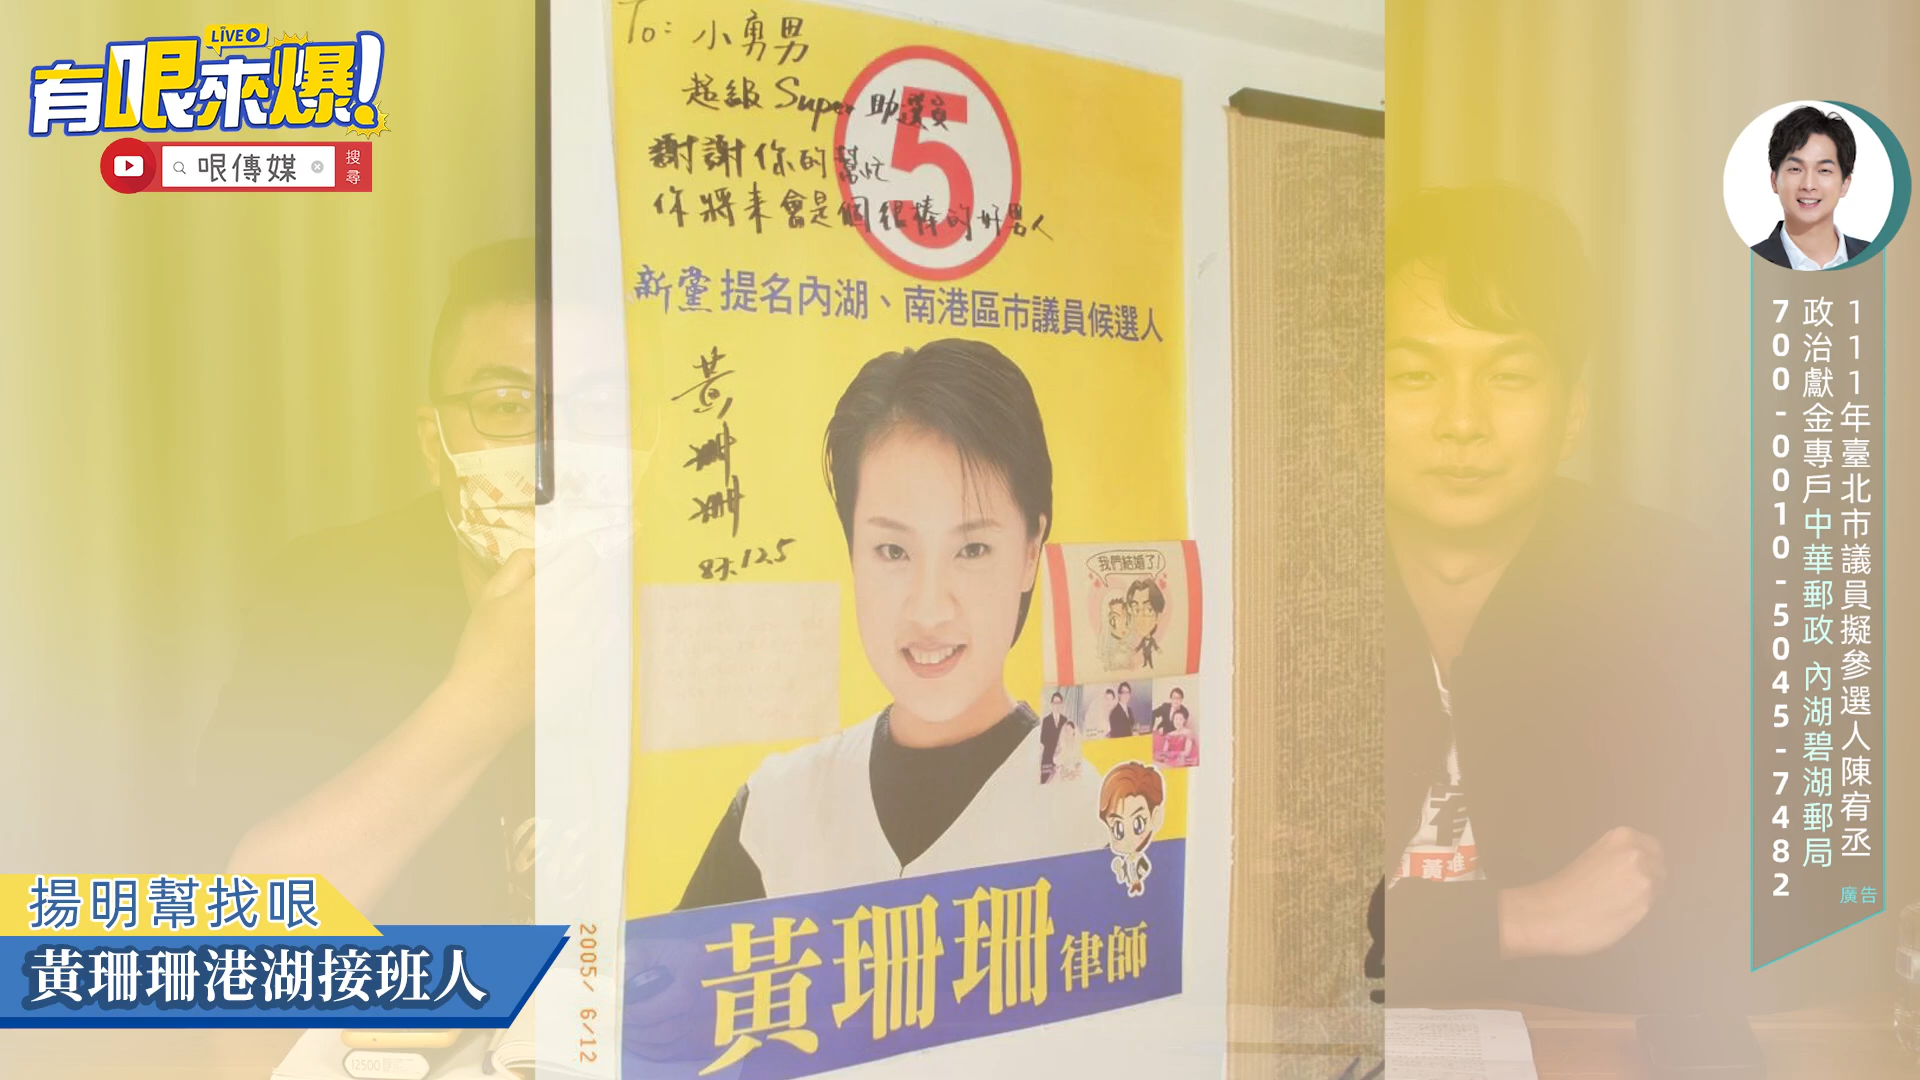 LIVE
有哏來爆!
哏傳媒
搜尋
To: 小勇男
超級 Super 助選員
謝謝你的幫忙
你將來會是個很棒的好男人
5
新黨提名內湖、南港區市議員候選人
黃珊珊
87.12.5
我們結婚了!
黃珊珊律師
2005/ 6/12
111年臺北市議員擬參選人陳宥丞
政治獻金專戶中華郵政 內湖碧湖郵局
700-0010-5045-7482
廣告
揚明幫找哏
黃珊珊港湖接班人
12500